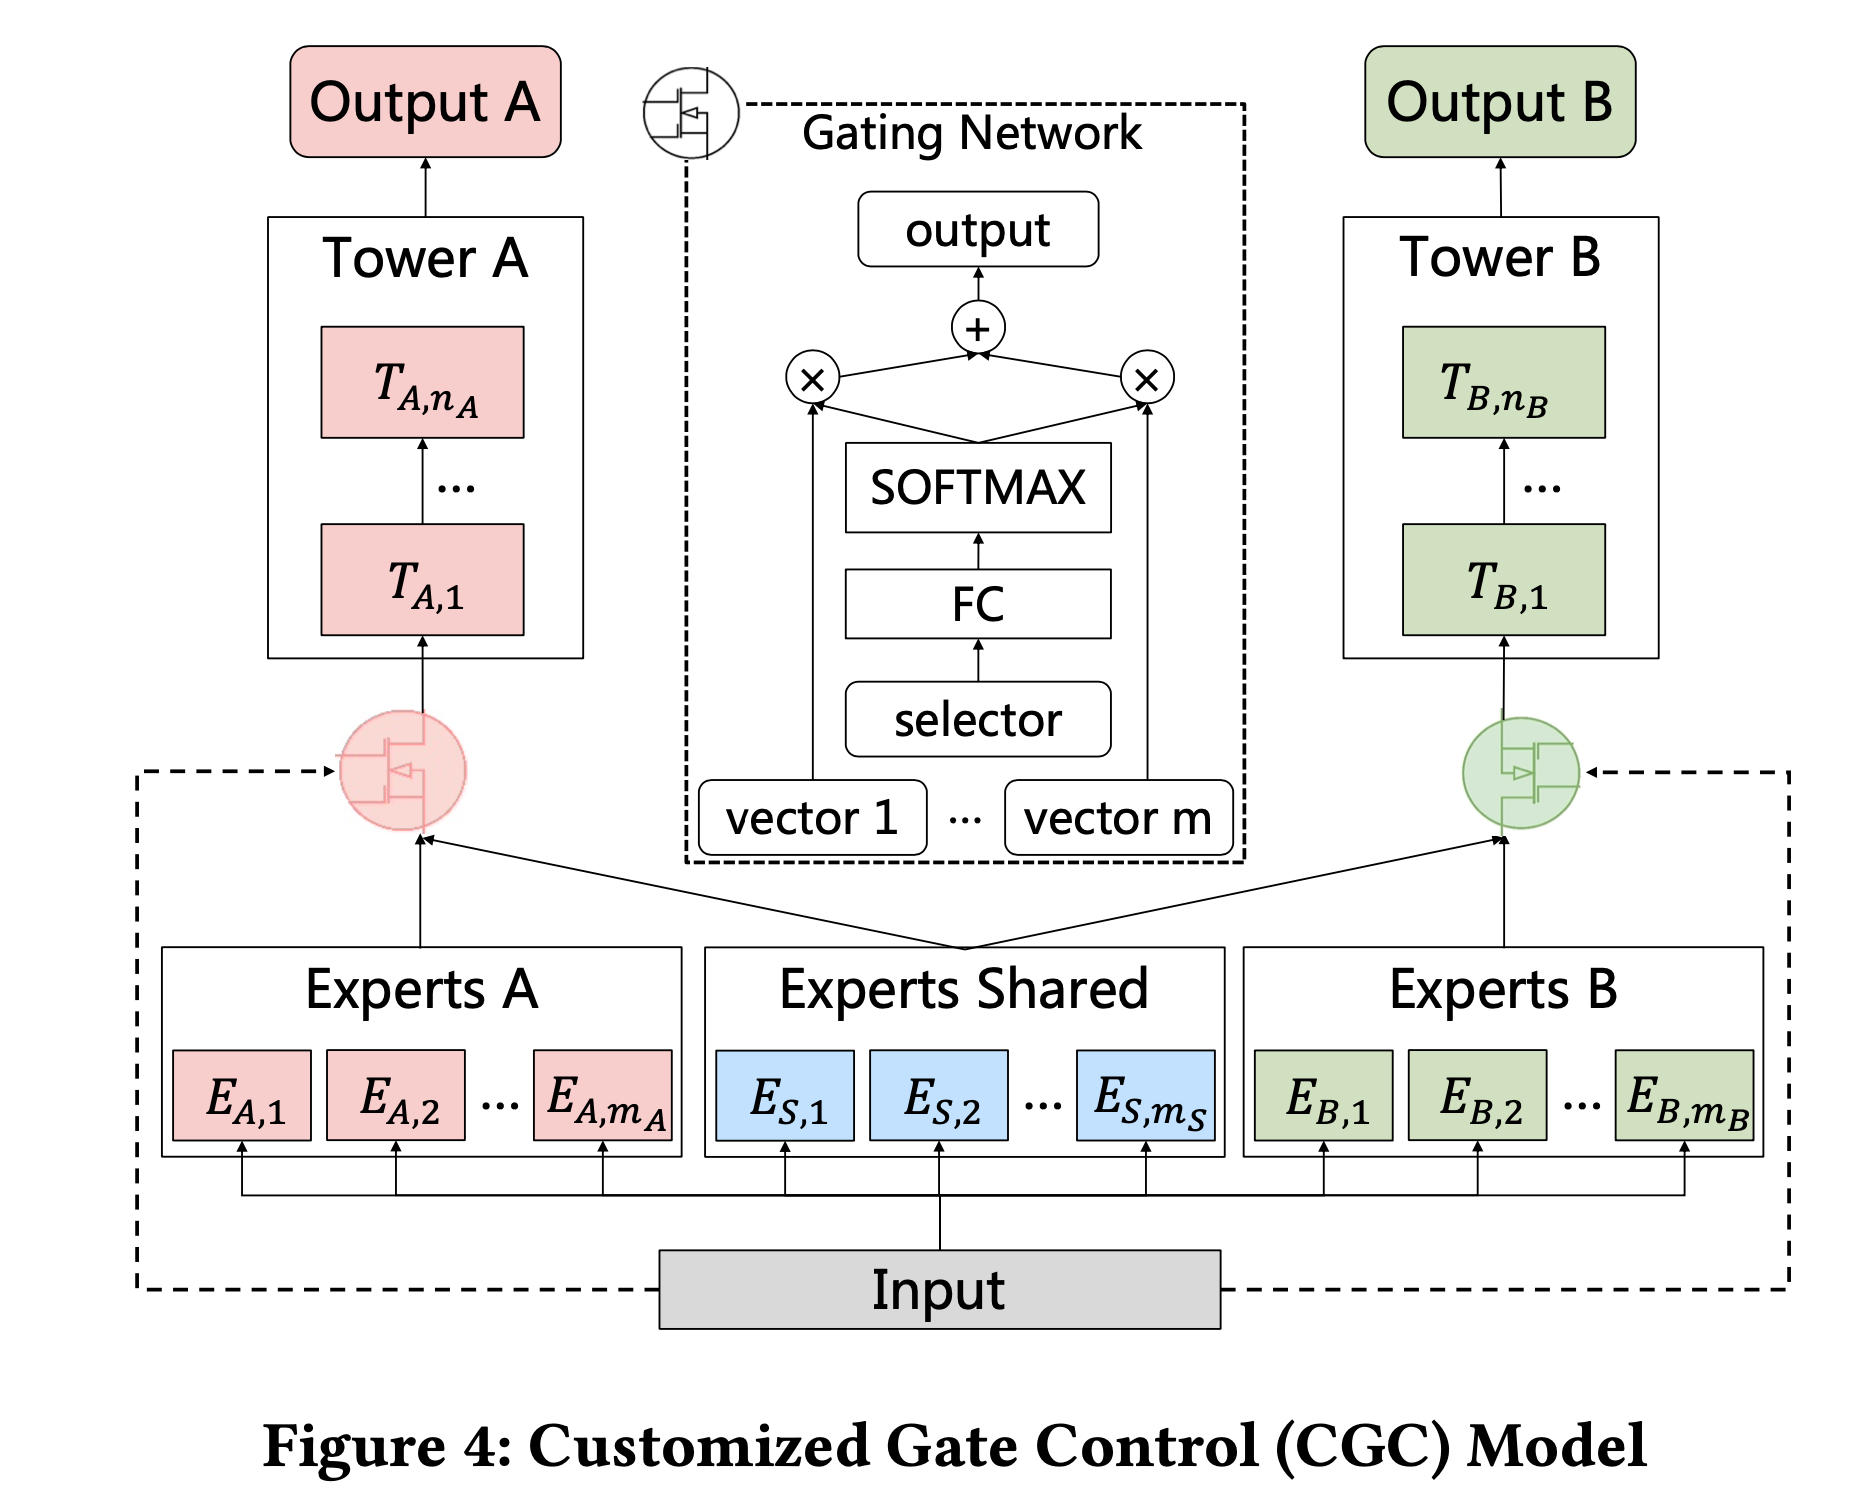 Output A
Gating Network
Output B
output
Tower A
Tower B
+
× ×
T_{A,n_A}
T_{B,n_B}
...
SOFTMAX
...
T_{A,1}
FC
T_{B,1}
selector
vector 1 ... vector m
Experts A
Experts Shared
Experts B
E_{A,1} E_{A,2} ... E_{A,m_A}
E_{S,1} E_{S,2} ... E_{S,m_S}
E_{B,1} E_{B,2} ... E_{B,m_B}
Input
Figure 4: Customized Gate Control (CGC) Model